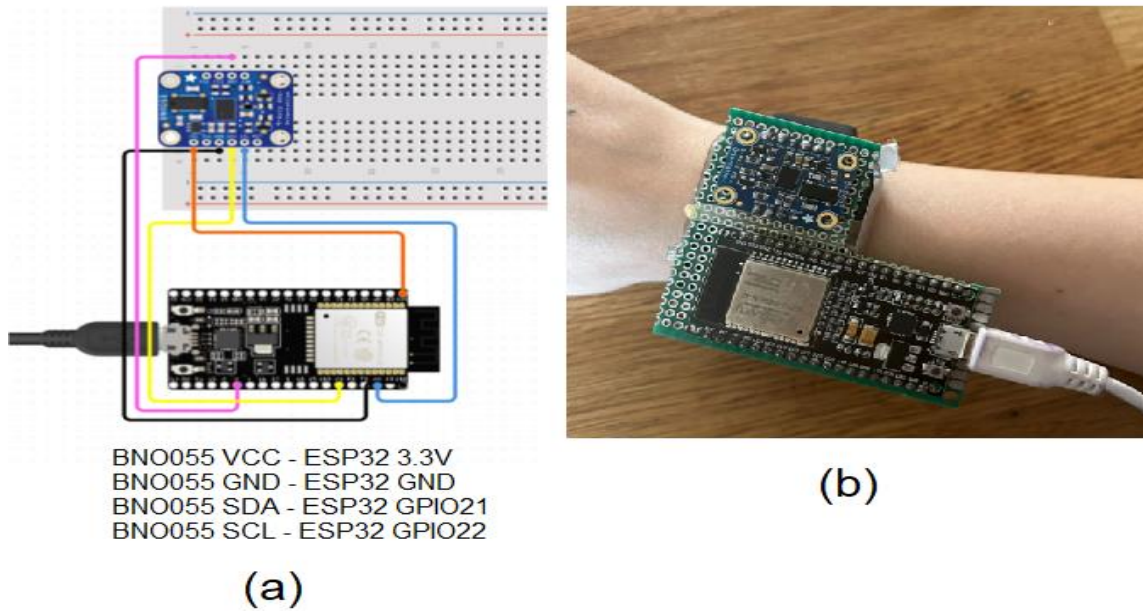 BNO055 VCC - ESP32 3.3V
BNO055 GND - ESP32 GND
BNO055 SDA - ESP32 GPIO21
BNO055 SCL - ESP32 GPIO22
(a)
(b)